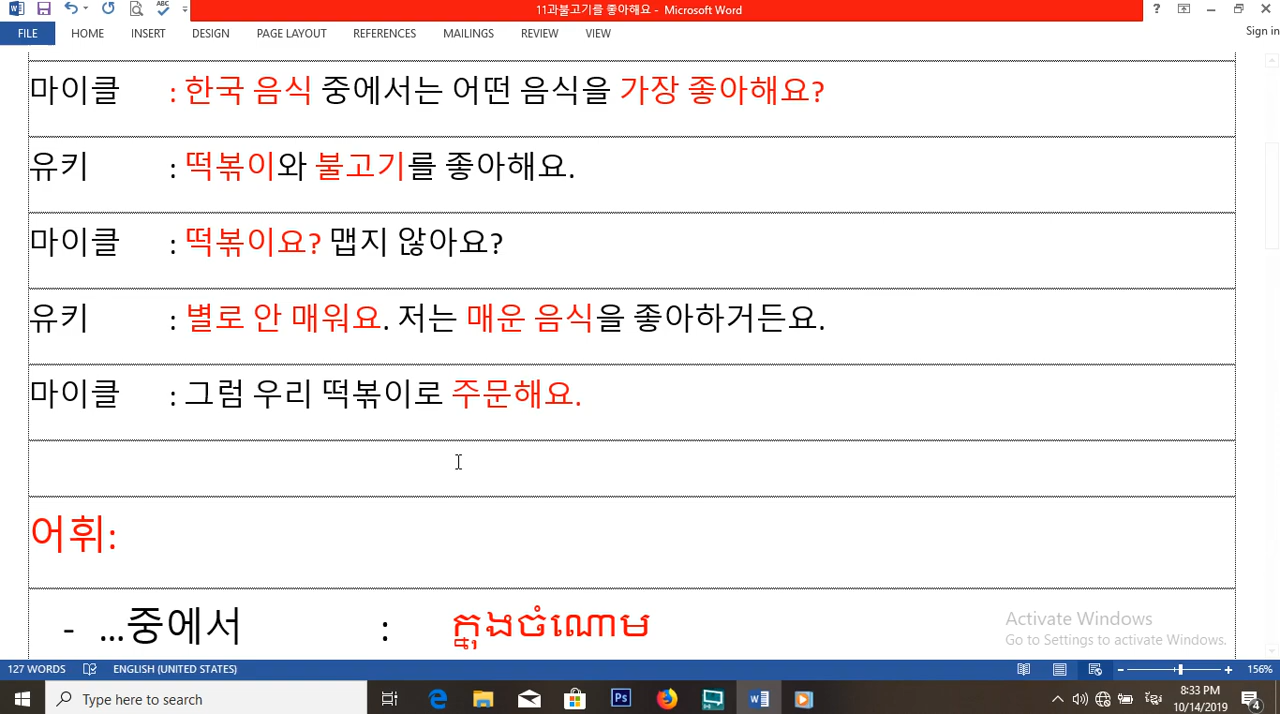 11과불고기를 좋아해요 - Microsoft Word
FILE HOME INSERT DESIGN PAGE LAYOUT REFERENCES MAILINGS REVIEW VIEW Sign in
마이클 : 한국 음식 중에서는 어떤 음식을 가장 좋아해요?
유키 : 떡볶이와 불고기를 좋아해요.
마이클 : 떡볶이요? 맵지 않아요?
유키 : 별로 안 매워요. 저는 매운 음식을 좋아하거든요.
마이클 : 그럼 우리 떡볶이로 주문해요.
어휘:
- ...중에서 : ក្នុងចំណោម
Activate Windows
Go to Settings to activate Windows.
127 WORDS ENGLISH (UNITED STATES) 156%
Type here to search
8:33 PM
10/14/2019